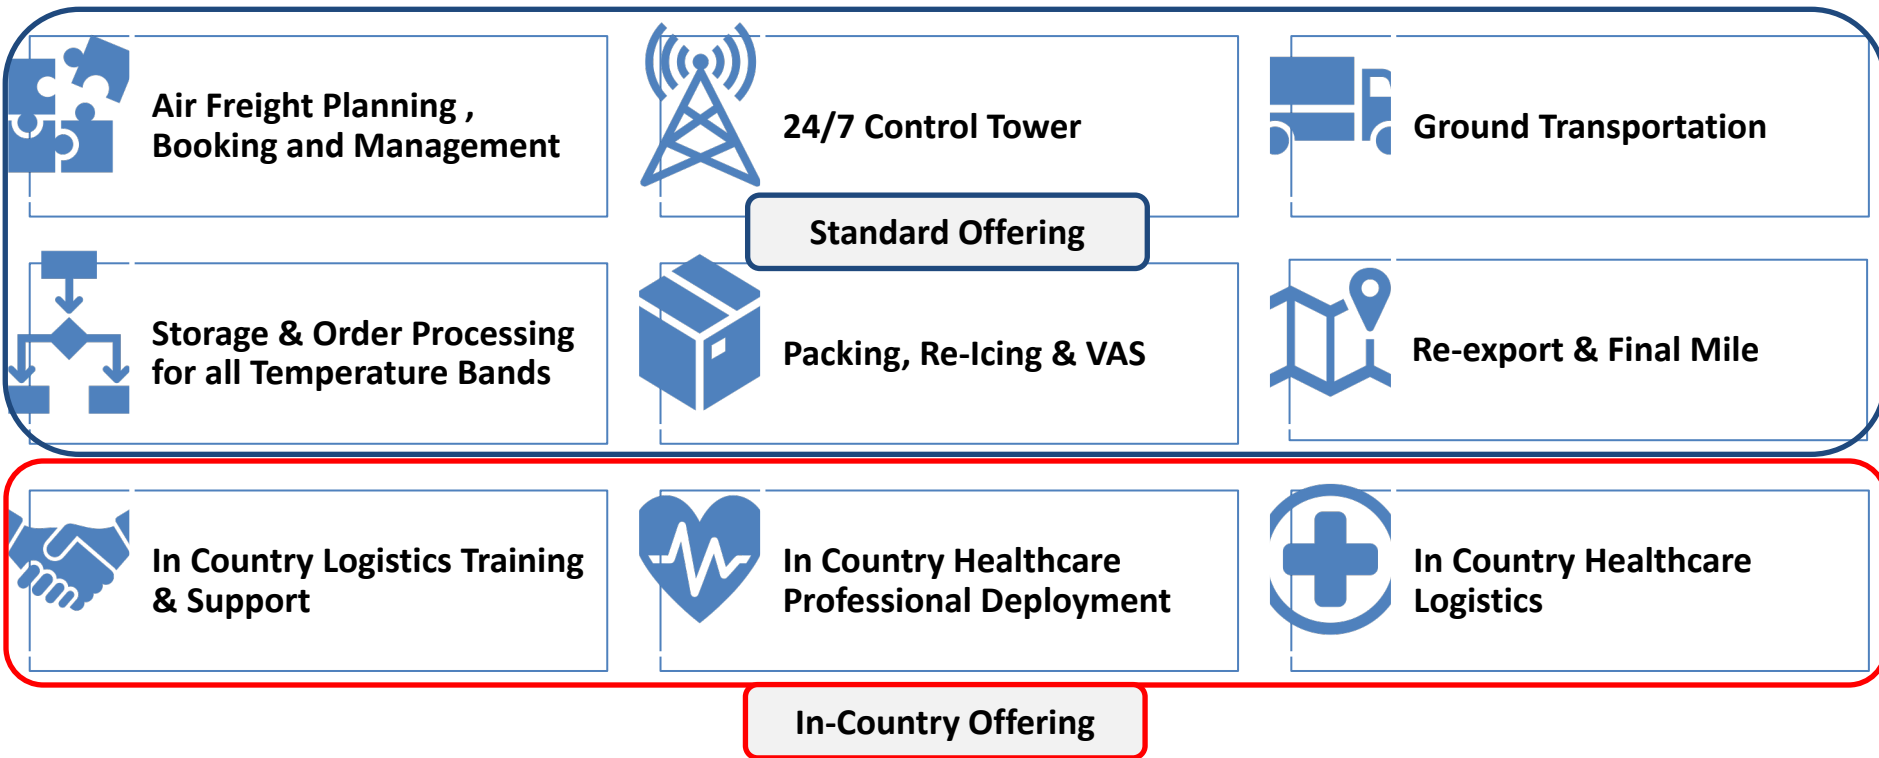 Air Freight Planning ,
Booking and Management
24/7 Control Tower
Ground Transportation
Standard Offering
Storage & Order Processing
for all Temperature Bands
Packing, Re-Icing & VAS
Re-export & Final Mile
In Country Logistics Training
& Support
In Country Healthcare
Professional Deployment
In Country Healthcare
Logistics
In-Country Offering